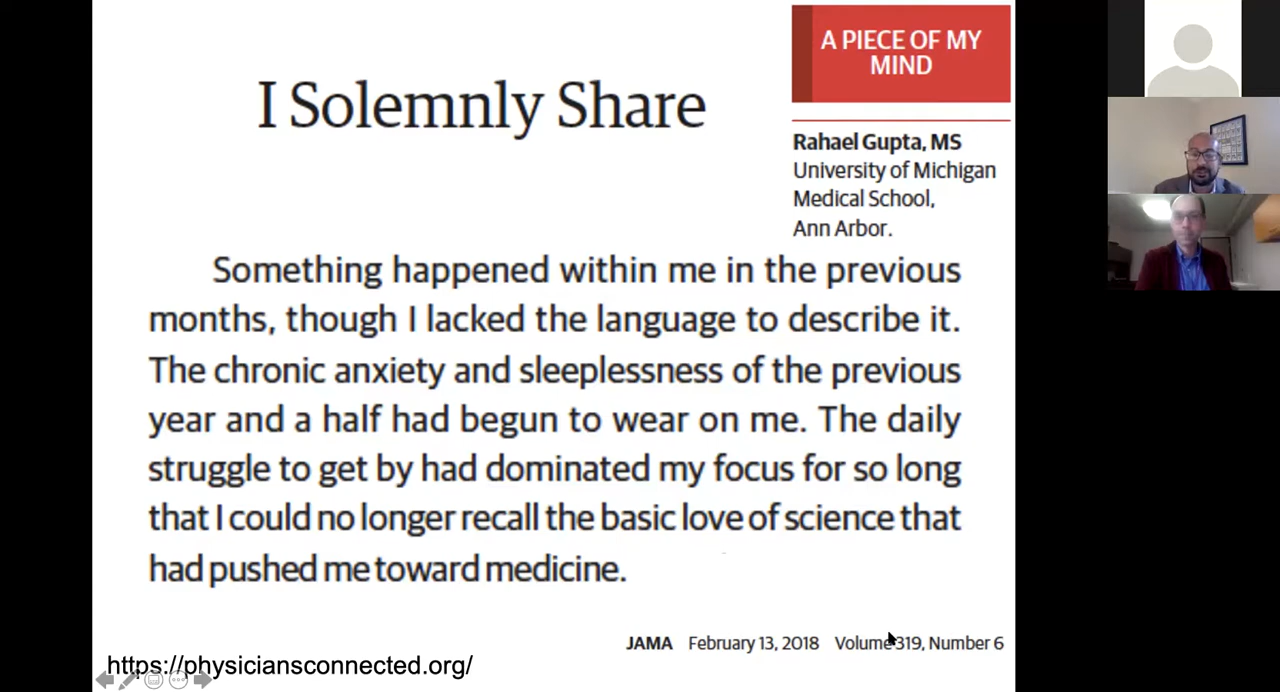 A PIECE OF MY
MIND
I Solemnly Share
Rahael Gupta, MS
University of Michigan
Medical School,
Ann Arbor.
Something happened within me in the previous
months, though I lacked the language to describe it.
The chronic anxiety and sleeplessness of the previous
year and a half had begun to wear on me. The daily
struggle to get by had dominated my focus for so long
that I could no longer recall the basic love of science that
had pushed me toward medicine.
JAMA February 13, 2018 Volume 319, Number 6
https://physiciansconnected.org/